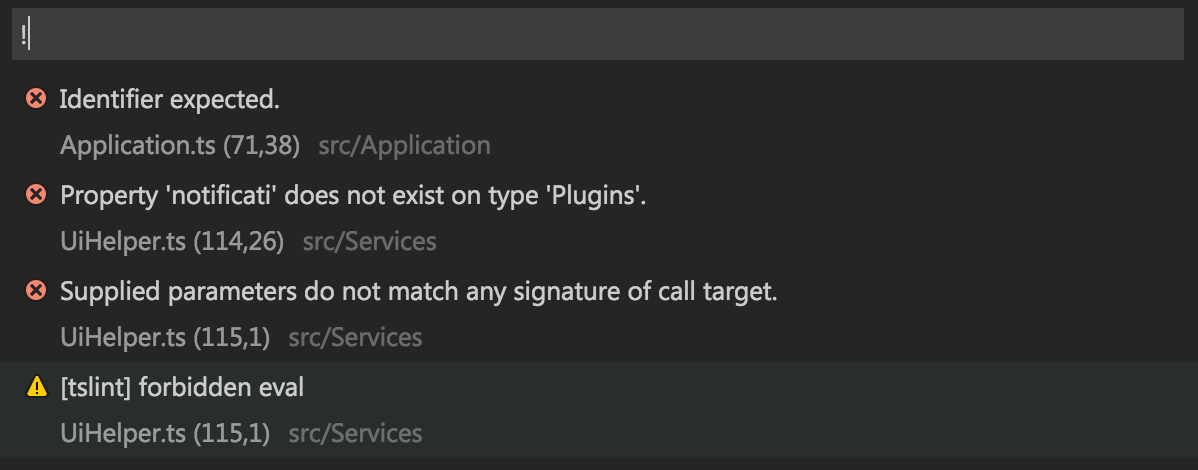 !
Identifier expected.
Application.ts (71,38) src/Application
Property 'notificati' does not exist on type 'Plugins'.
UiHelper.ts (114,26) src/Services
Supplied parameters do not match any signature of call target.
UiHelper.ts (115,1) src/Services
[tslint] forbidden eval
UiHelper.ts (115,1) src/Services